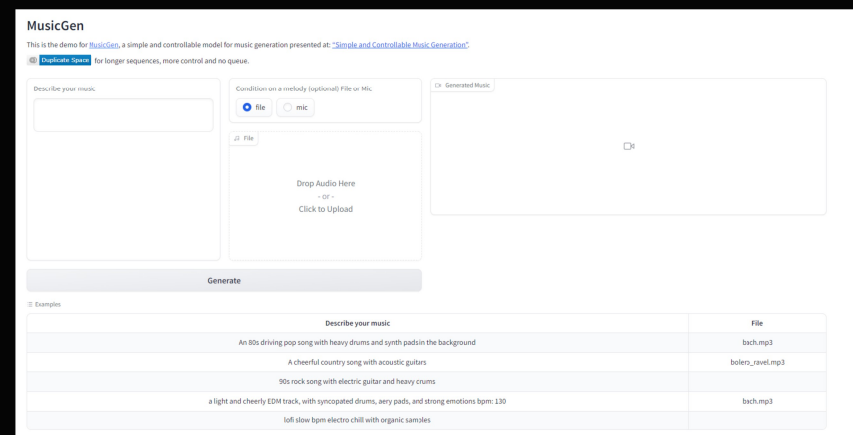 MusicGen
This is the demo for MusicGen, a simple and controllable model for music generation presented at: "Simple and Controllable Music Generation".
Duplicate Space for longer sequences, more control and no queue.
Describe your music
Condition on a melody (optional) File or Mic
file mic
File
Drop Audio Here
- or -
Click to Upload
Generated Music
Generate
Examples
Describe your music File
An 80s driving pop song with heavy drums and synth pads in the background bach.mp3
A cheerful country song with acoustic guitars bolero_ravel.mp3
90s rock song with electric guitar and heavy crums
a light and cheerly EDM track, with syncopated drums, aery pads, and strong emotions bpm: 130 bach.mp3
lofi slow bpm electro chill with organic samples